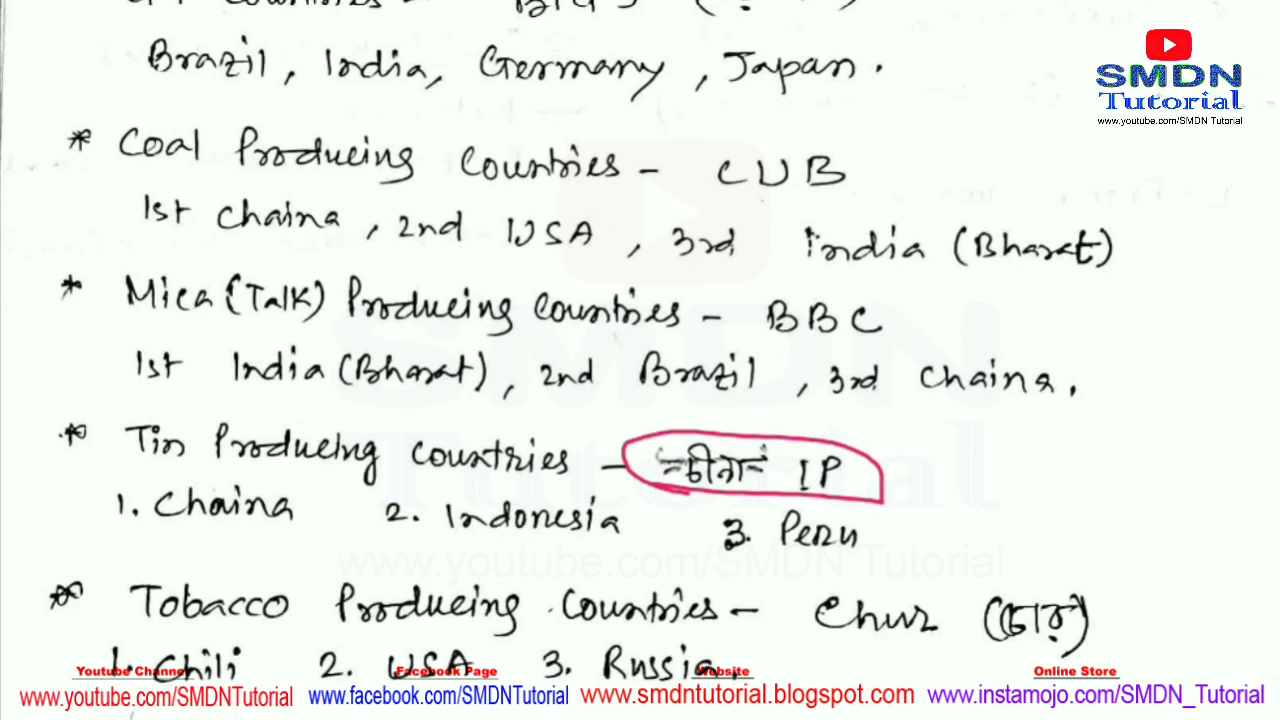 Brazil, India, Germany, Japan.
* Coal Producing Countries - CUB
1st Chaina, 2nd USA, 3rd India (Bharat)
* Mica (Talk) Producing Countries - BBC
1st India (Bharat), 2nd Brazil, 3rd Chaina.
* Tin Producing Countries - IP
1. Chaina 2. Indonesia 3. Peru
* Tobacco Producing Countries -
1. Chili 2. USA 3. Russia.
SMDN
Tutorial
www.youtube.com/SMDN Tutorial
SMDN
Tutorial
www.youtube.com/SMDN Tutorial
Youtube Channel Facebook Page Website Online Store
www.youtube.com/SMDNTutorial www.facebook.com/SMDNTutorial www.smdntutorial.blogspot.com www.instamojo.com/SMDN_Tutorial